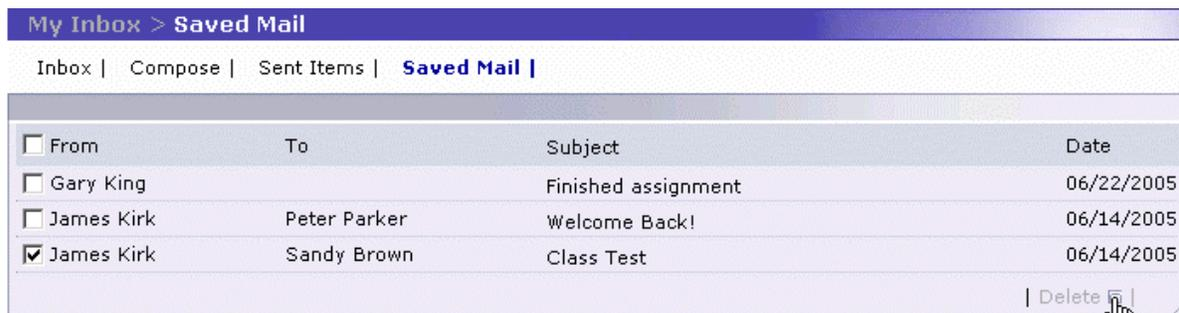 My Inbox > Saved Mail
Inbox | Compose | Sent Items | Saved Mail |
From To Subject Date
Gary King Finished assignment 06/22/2005
James Kirk Peter Parker Welcome Back! 06/14/2005
James Kirk Sandy Brown Class Test 06/14/2005
| Delete |